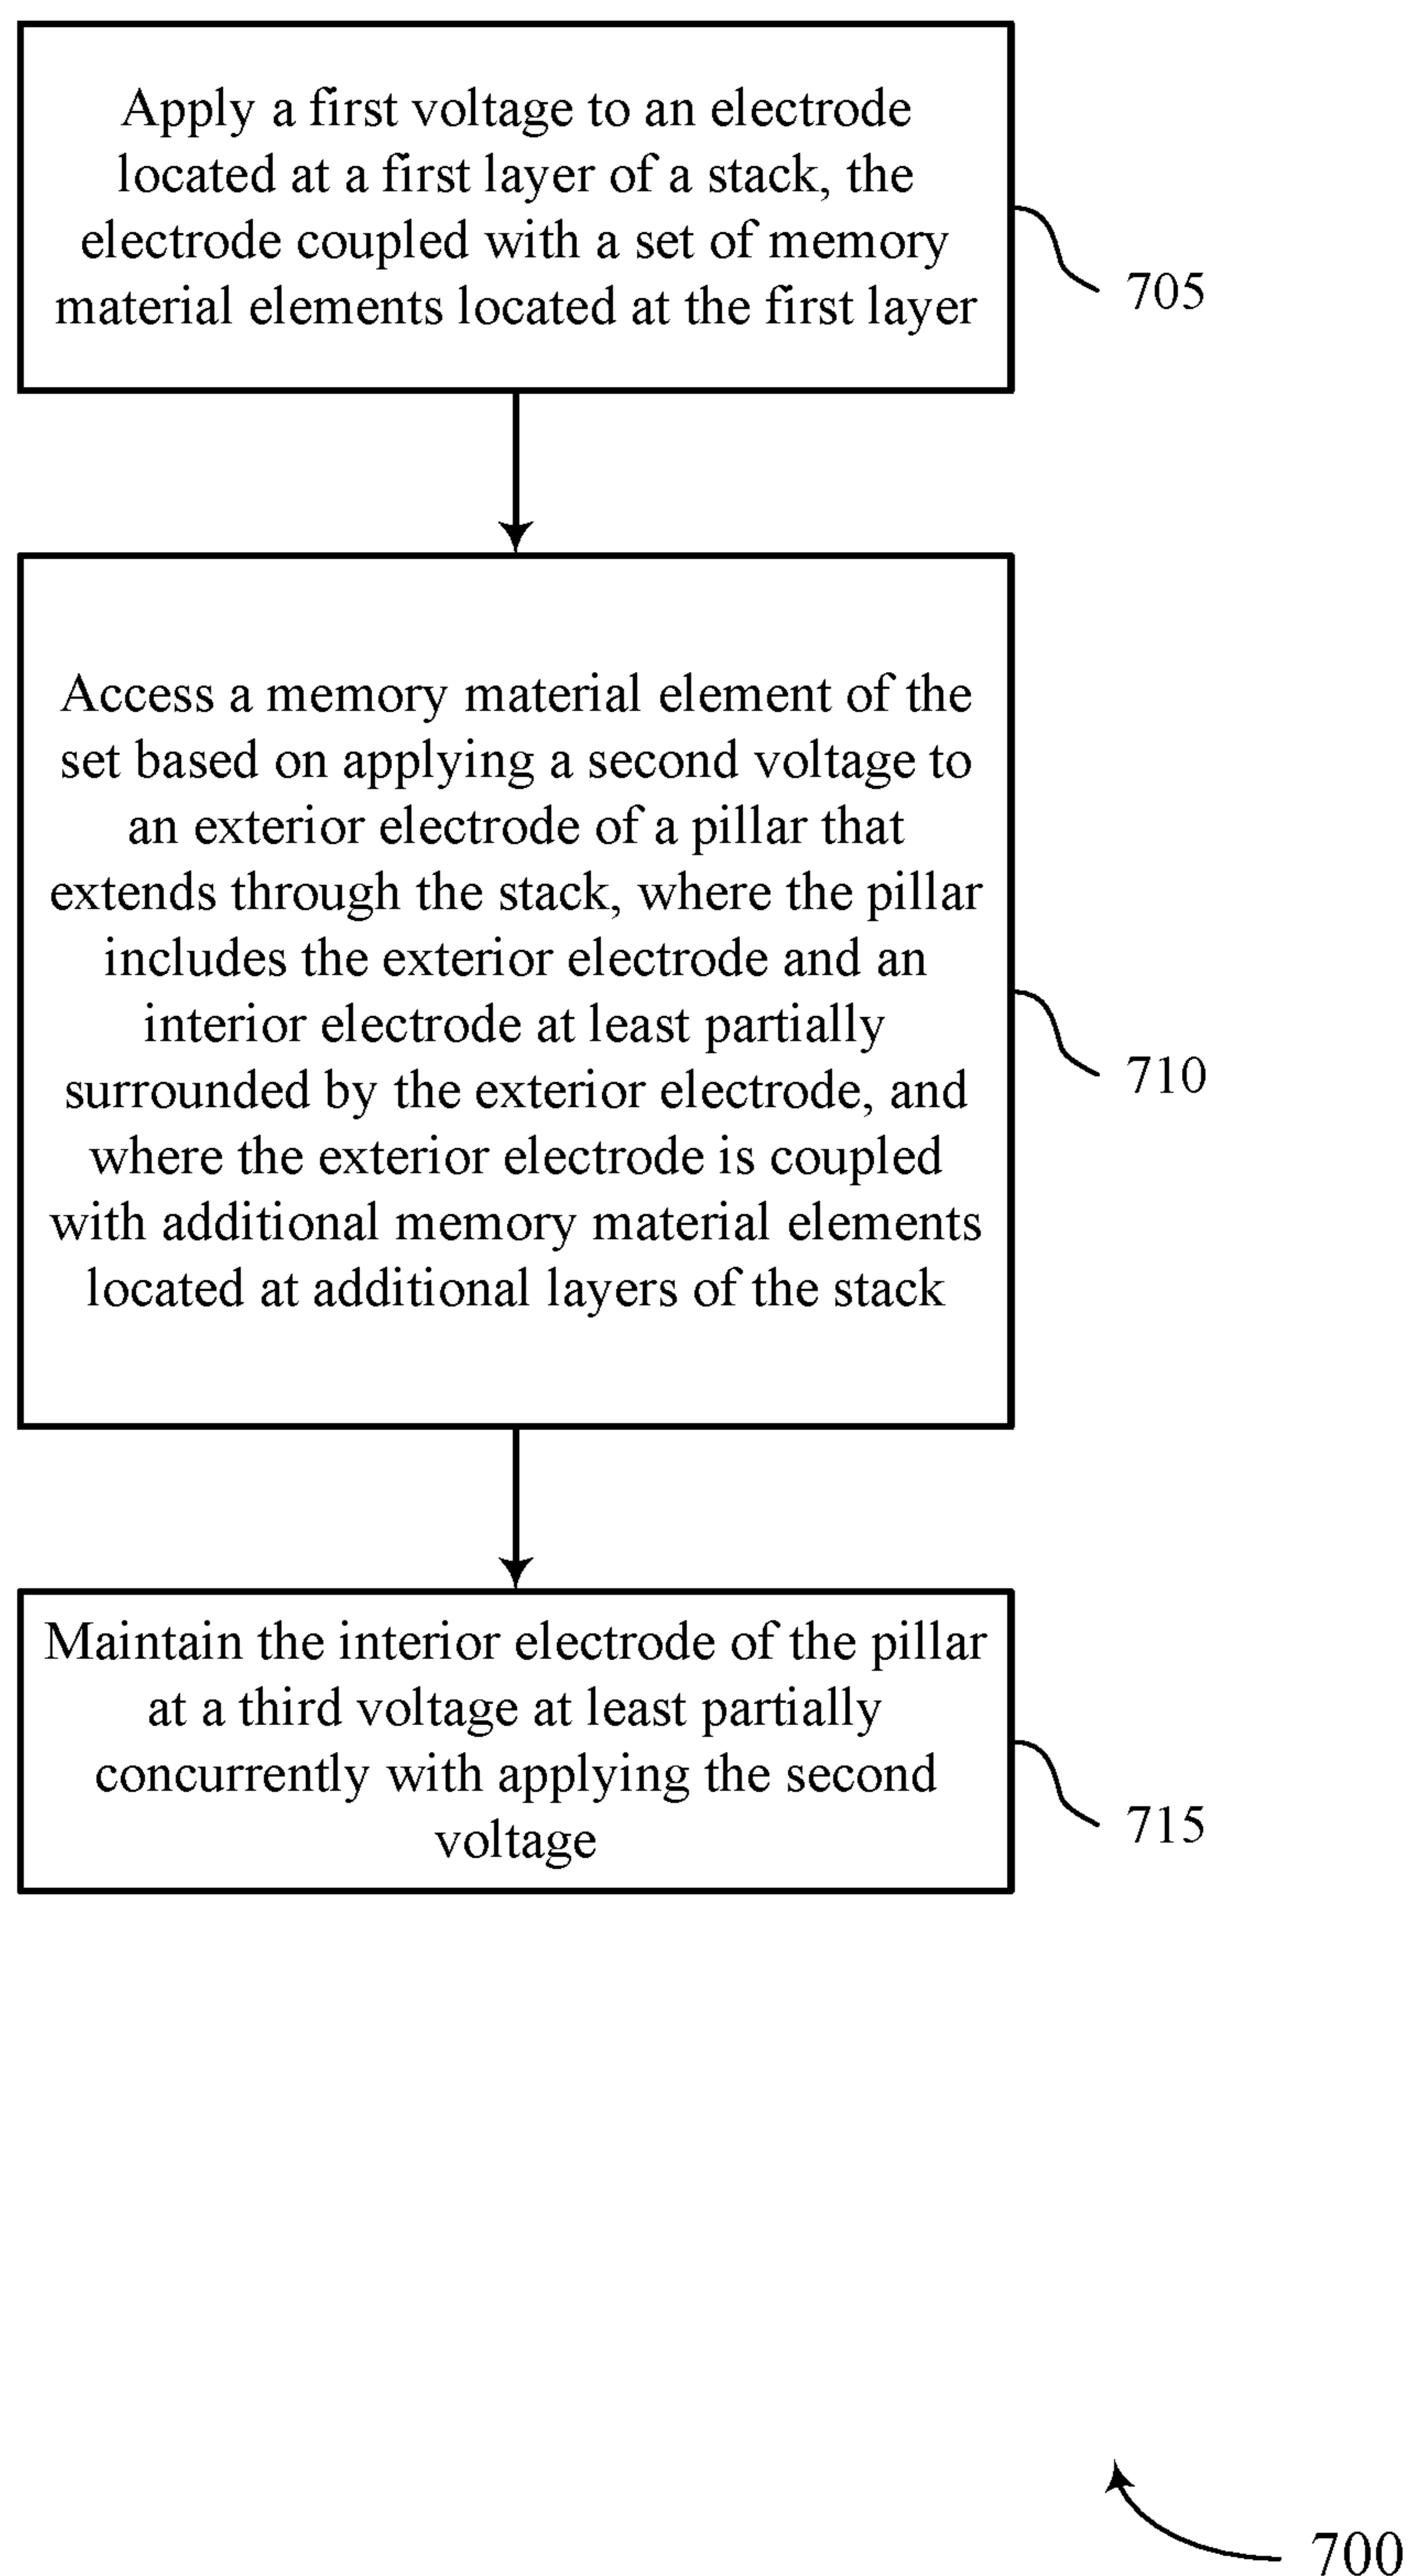 Apply a first voltage to an electrode
located at a first layer of a stack, the
electrode coupled with a set of memory
material elements located at the first layer
705
Access a memory material element of the
set based on applying a second voltage to
an exterior electrode of a pillar that
extends through the stack, where the pillar
includes the exterior electrode and an
interior electrode at least partially
surrounded by the exterior electrode, and
where the exterior electrode is coupled
with additional memory material elements
located at additional layers of the stack
710
Maintain the interior electrode of the pillar
at a third voltage at least partially
concurrently with applying the second
voltage
715
700